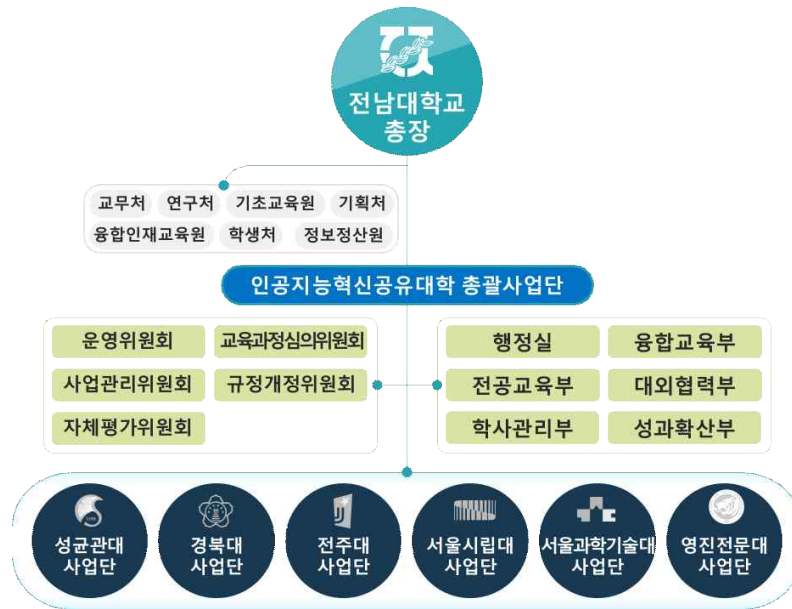 전남대학교
총장
교무처 연구처 기초교육원 기획처
융합인재교육원 학생처 정보정산원
인공지능혁신공유대학 총괄사업단
운영위원회 교육과정심의위원회
사업관리위원회 규정개정위원회
자체평가위원회
행정실 융합교육부
전공교육부 대외협력부
학사관리부 성과확산부
성균관대
사업단
경북대
사업단
전주대
사업단
서울시립대
사업단
서울과학기술대
사업단
영진전문대
사업단